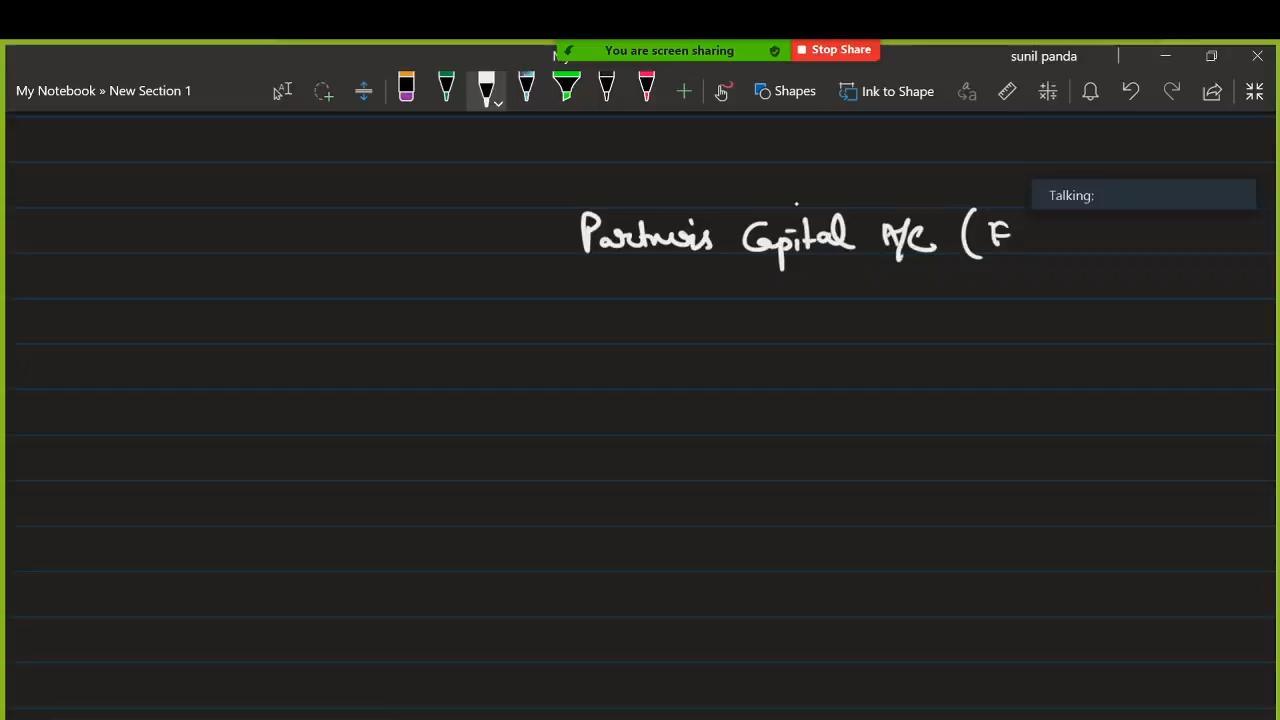 You are screen sharing
Stop Share
sunil panda
My Notebook » New Section 1
Shapes
Ink to Shape
Talking:
Partner's Capital A/C (F